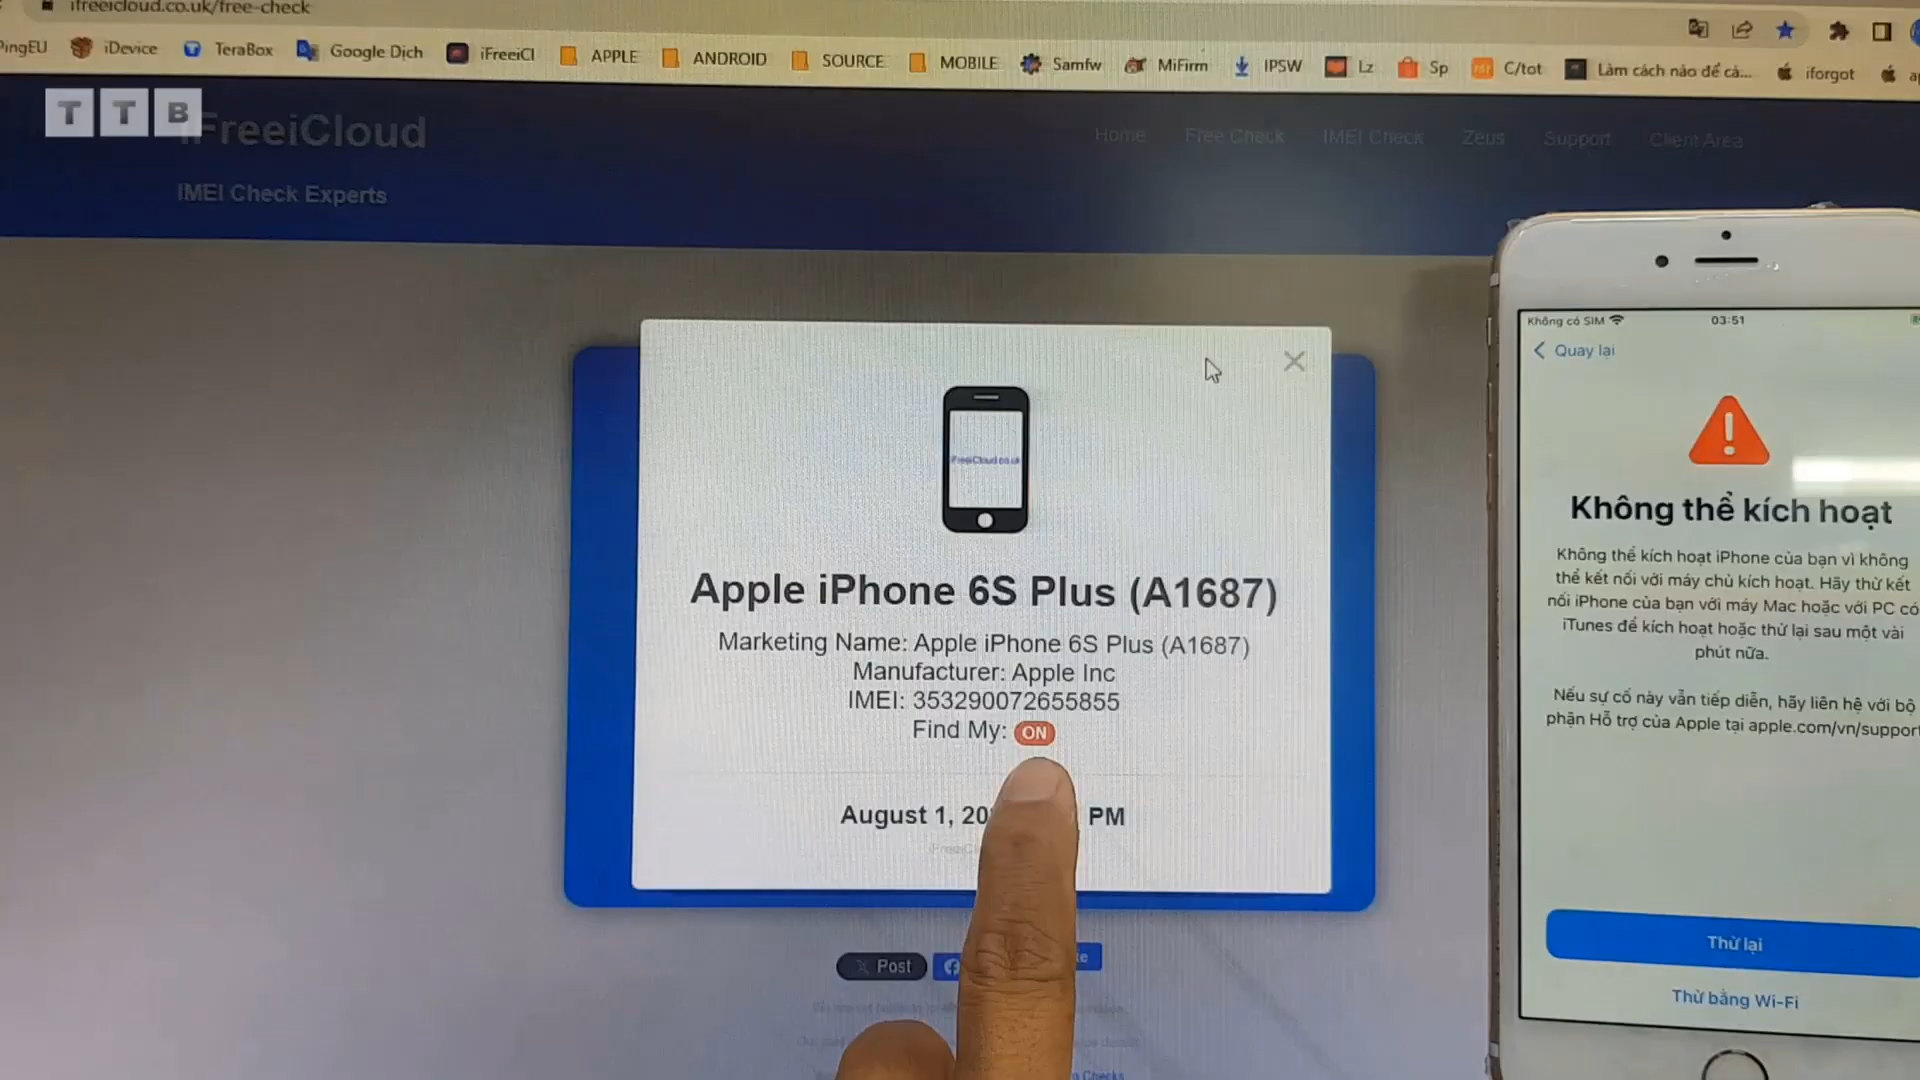 ifreeicloud.co.uk/free-check
PingEU iDevice TeraBox Google Dịch iFreeiCl APPLE ANDROID SOURCE MOBILE Samfw MiFirm IPSW Lz Sp C/tot Làm cách nào để cà... iforgot
TTB
iFreeiCloud
Home Free Check IMEI Check Zeus Support Client Area
IMEI Check Experts
iFreeiCloud.co.uk
Apple iPhone 6S Plus (A1687)
Marketing Name: Apple iPhone 6S Plus (A1687)
Manufacturer: Apple Inc
IMEI: 353290072655855
Find My: ON
August 1, 20 PM
Post
Checks
Không có SIM 03:51
Quay lại
Không thể kích hoạt
Không thể kích hoạt iPhone của bạn vì không
thể kết nối với máy chủ kích hoạt. Hãy thử kết
nối iPhone của bạn với máy Mac hoặc với PC có
iTunes để kích hoạt hoặc thử lại sau một vài
phút nữa.
Nếu sự cố này vẫn tiếp diễn, hãy liên hệ với bộ
phận Hỗ trợ của Apple tại apple.com/vn/support
Thử lại
Thử bằng Wi-Fi